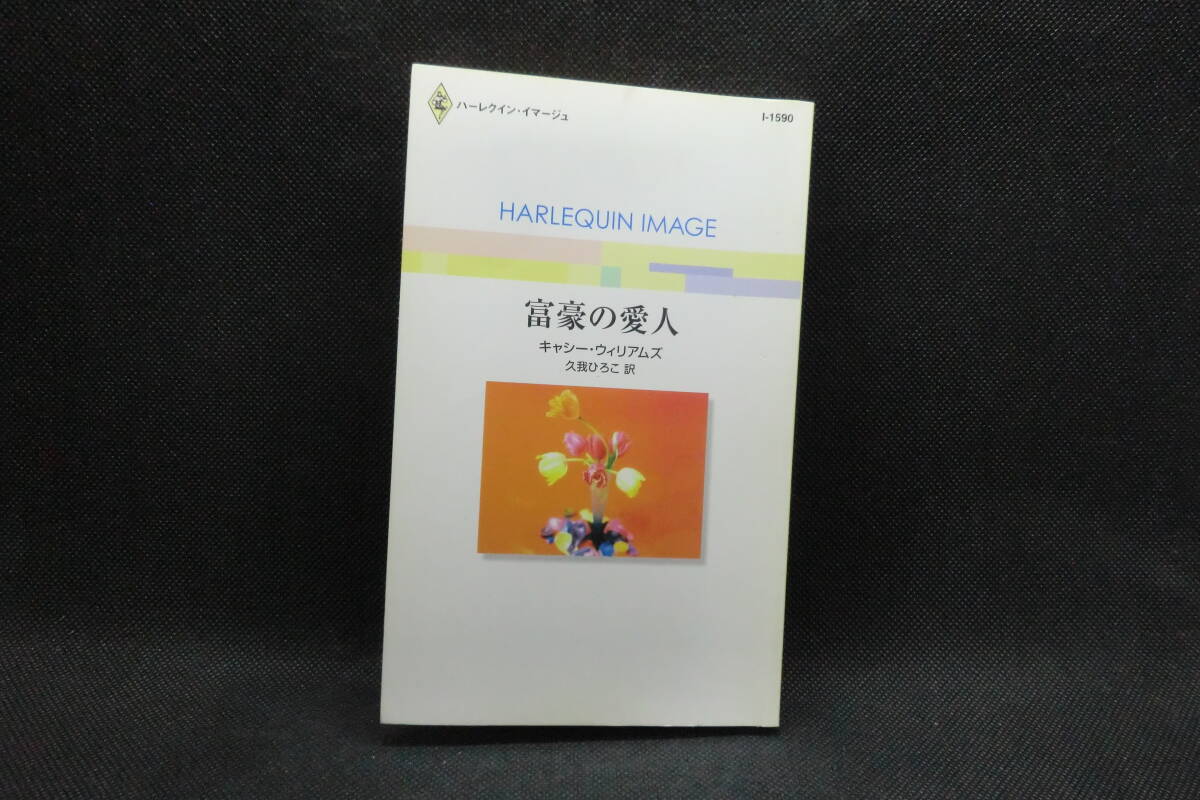 ハーレクイン・イマージュ
I-1590
HARLEQUIN IMAGE
富豪の愛人
キャシー・ウィリアムズ
久我ひろこ 訳